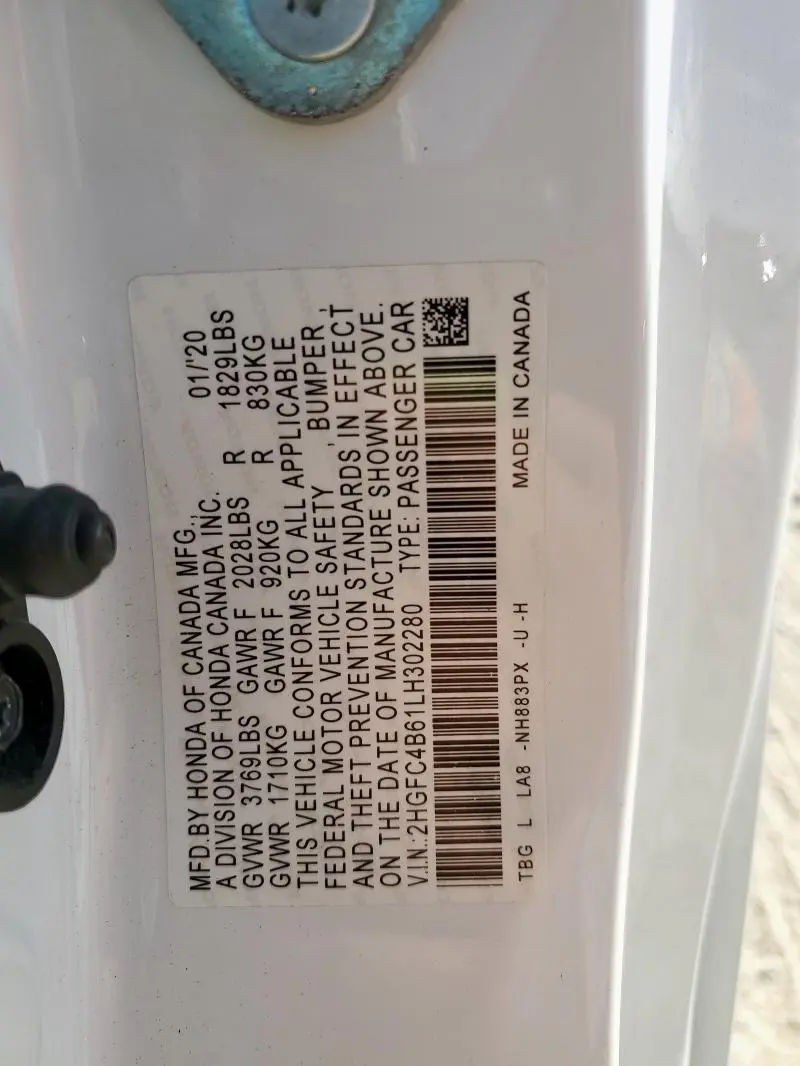 MFD.BY HONDA OF CANADA MFG., 01/'20
A DIVISION OF HONDA CANADA INC.
GVWR 3769LBS GAWR F 2028LBS R 1829LBS
GVWR 1710KG GAWR F 920KG R 830KG
THIS VEHICLE CONFORMS TO ALL APPLICABLE
FEDERAL MOTOR VEHICLE SAFETY , BUMPER ,
AND THEFT PREVENTION STANDARDS IN EFFECT
ON THE DATE OF MANUFACTURE SHOWN ABOVE.
V.I.N.:2HGFC4B61LH302280 TYPE: PASSENGER CAR
TBG L LA8 -NH883PX -U -H MADE IN CANADA